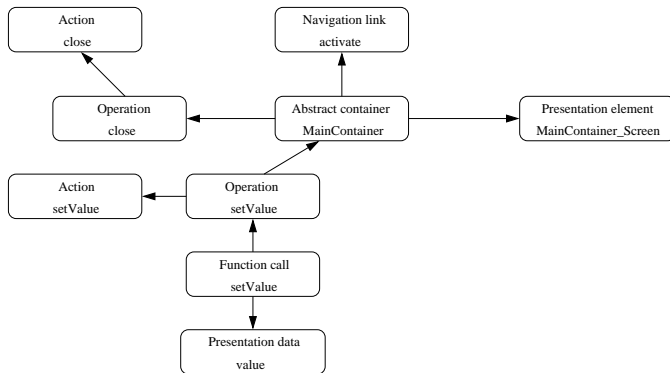 Action
close
Navigation link
activate
Operation
close
Abstract container
MainContainer
Presentation element
MainContainer_Screen
Action
setValue
Operation
setValue
Function call
setValue
Presentation data
value